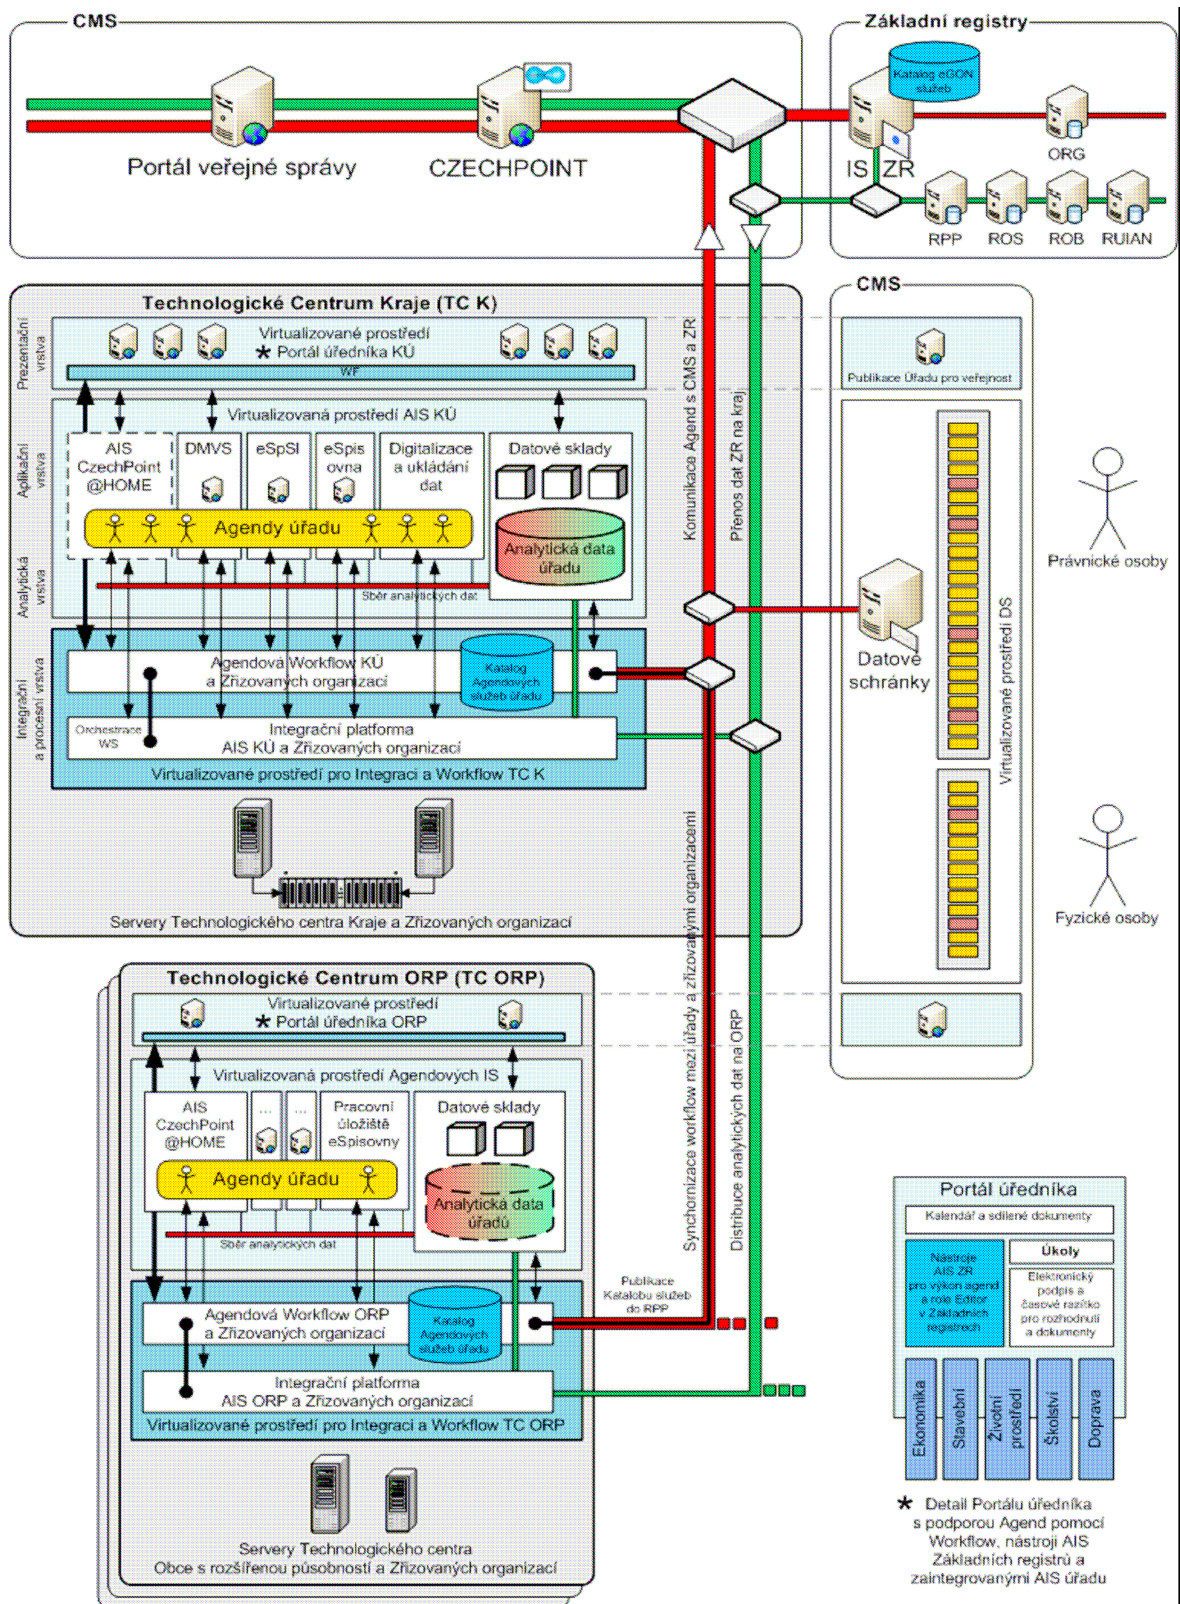 CMS
Portál veřejné správy
CZECHPOINT
Základní registry
Katalog eGON
služeb
IS ZR
ORG
RPP
ROS
ROB
RUIAN
Technologické Centrum Kraje (TC K)
Prezentační
vrstva
Virtualizované prostředí
* Portál úředníka KÚ
WF
Aplikační
vrstva
Virtualizovaná prostředí AIS KÚ
AIS
CzechPoint
@HOME
DMVS
eSpSl
eSpis
ovna
Digitalizace
a ukládání
dat
Datové sklady
Agendy úřadu
Analytická data
úřadu
Analytická
vrstva
Sběr analytických dat
Integrační
a procesní vrstva
Agendová Workflow KÚ
a Zřizovaných organizací
Katalog
Agendových
služeb úřadu
Orchestrace
WS
Integrační platforma
AIS KÚ a Zřizovaných organizací
Virtualizované prostředí pro Integraci a Workflow TC K
Servery Technologického centra Kraje a Zřizovaných organizací
Komunikace Agend s CMS a ZR
Přenos dat ZR na kraj
CMS
Publikace Úřadu pro veřejnost
Datové
schránky
Virtualizované prostředí DS
Právnické osoby
Fyzické osoby
Synchornizace workflow mezi úřady a zřizovanými organizacemi
Distribuce analytických dat na ORP
Technologické Centrum ORP (TC ORP)
Virtualizované prostředí
* Portál úředníka ORP
Virtualizovaná prostředí Agendových IS
AIS
CzechPoint
@HOME
...
...
Pracovní
úložiště
eSpisovny
Datové sklady
Agendy úřadu
Analytická data
úřadů
Sběr analytických dat
Agendová Workflow ORP
a Zřizovaných organizací
Katalog
Agendových
služeb úřadu
Publikace
Katalobu služeb
do RPP
Integrační platforma
AIS ORP a Zřizovaných organizací
Virtualizované prostředí pro Integraci a Workflow TC ORP
Servery Technologického centra
Obce s rozšířenou působností a Zřizovaných organizací
Portál úředníka
Kalendář a sdílené dokumenty
Nástroje
AIS ZR
pro výkon agend
a role Editor
v Základních
registrech
Úkoly
Elektronický
podpis a
časové razítko
pro rozhodnutí
a dokumenty
Ekonomika
Stavební
Životní
prostředí
Školství
Doprava
* Detail Portálu úředníka
s podporou Agend pomocí
Workflow, nástroji AIS
Základních registrů a
zaintegrovanými AIS úřadu